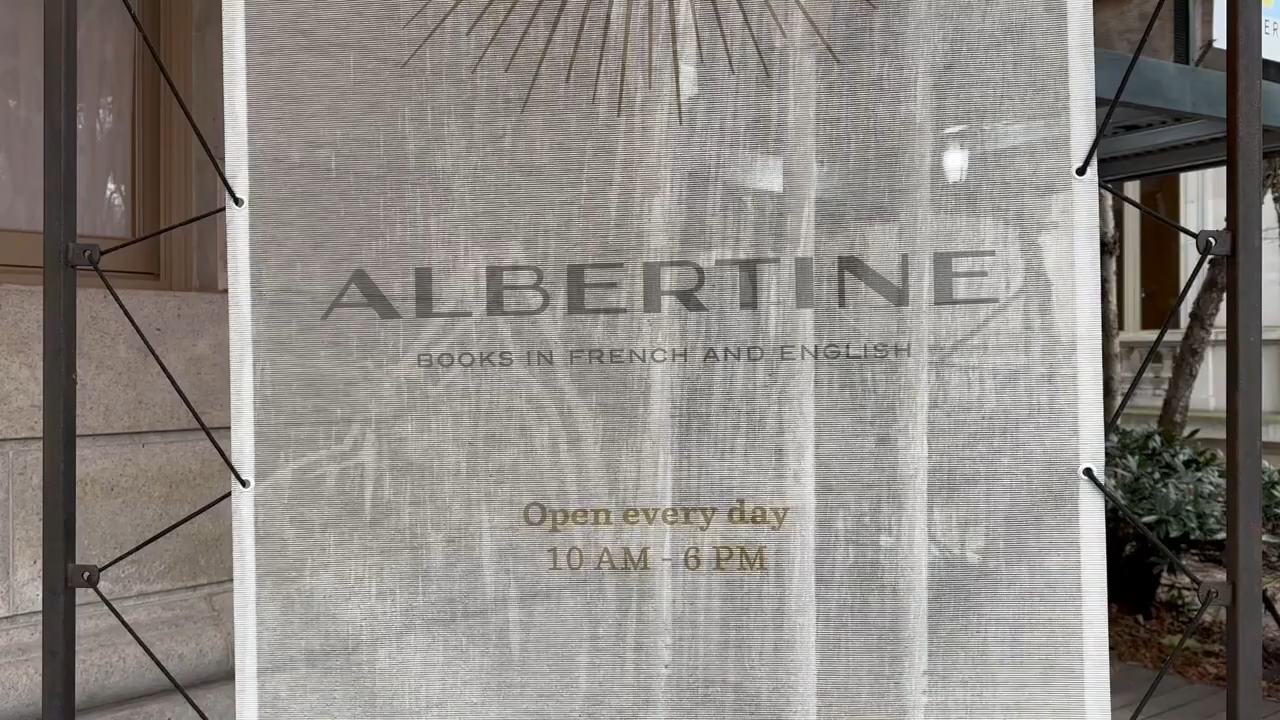 ALBERTINE
BOOKS IN FRENCH AND ENGLISH
Open every day
10 AM - 6 PM